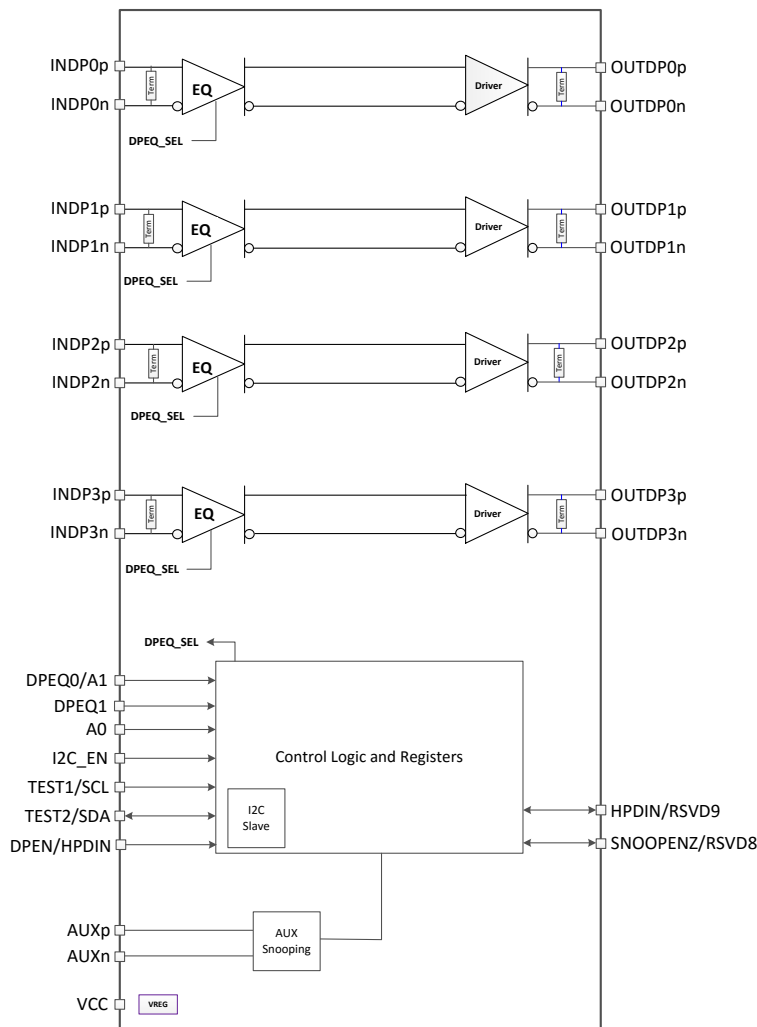 INDP0p
Term
EQ
Driver
Term
OUTDP0p
INDP0n
OUTDP0n
DPEQ_SEL
INDP1p
Term
EQ
Driver
Term
OUTDP1p
INDP1n
OUTDP1n
DPEQ_SEL
INDP2p
Term
EQ
Driver
Term
OUTDP2p
INDP2n
OUTDP2n
DPEQ_SEL
INDP3p
Term
EQ
Driver
Term
OUTDP3p
INDP3n
OUTDP3n
DPEQ_SEL
DPEQ_SEL
DPEQ0/A1
DPEQ1
A0
I2C_EN
Control Logic and Registers
TEST1/SCL
TEST2/SDA
I2C
Slave
DPEN/HPDIN
HPDIN/RSVD9
SNOOPENZ/RSVD8
AUXp
AUXn
AUX
Snooping
VCC
VREG